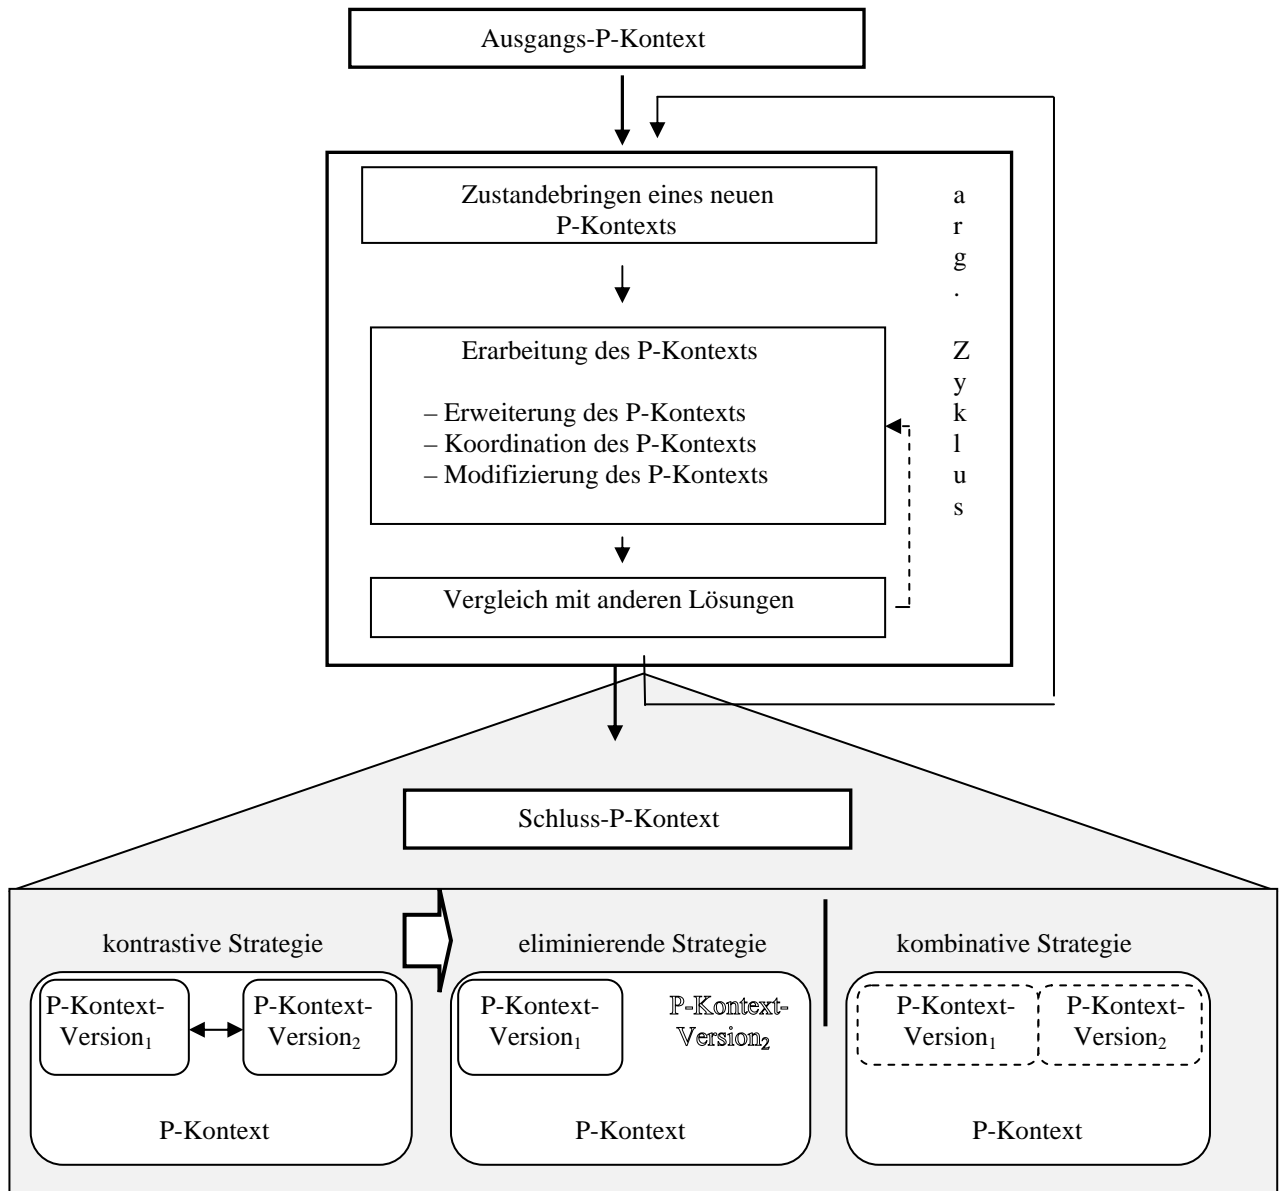 Ausgangs-P-Kontext
Zustandebringen eines neuen
P-Kontexts
arg. Zyklus
Erarbeitung des P-Kontexts
– Erweiterung des P-Kontexts
– Koordination des P-Kontexts
– Modifizierung des P-Kontexts
Vergleich mit anderen Lösungen
Schluss-P-Kontext
kontrastive Strategie
P-Kontext-
Version₁
P-Kontext-
Version₂
P-Kontext
eliminierende Strategie
P-Kontext-
Version₁
P-Kontext-
Version₂
P-Kontext
kombinative Strategie
P-Kontext-
Version₁
P-Kontext-
Version₂
P-Kontext